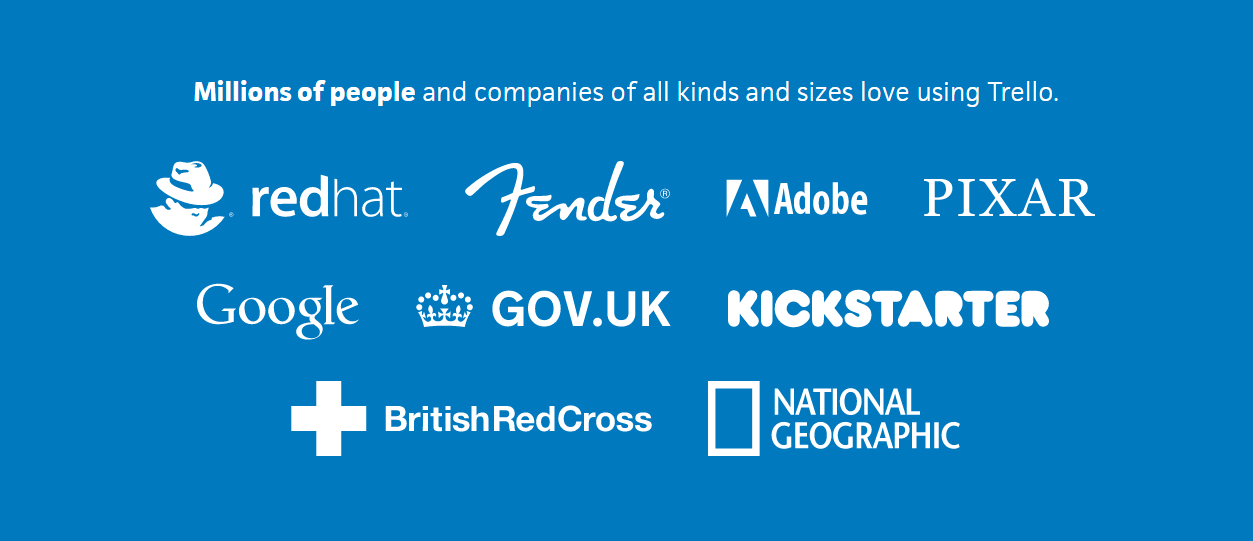 Millions of people and companies of all kinds and sizes love using Trello.
redhat® Fender® Adobe PIXAR
Google GOV.UK KICKSTARTER
BritishRedCross NATIONAL
GEOGRAPHIC